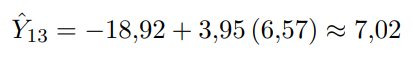 Ŷ₁₃ = −18,92 + 3,95 (6,57) ≈ 7,02